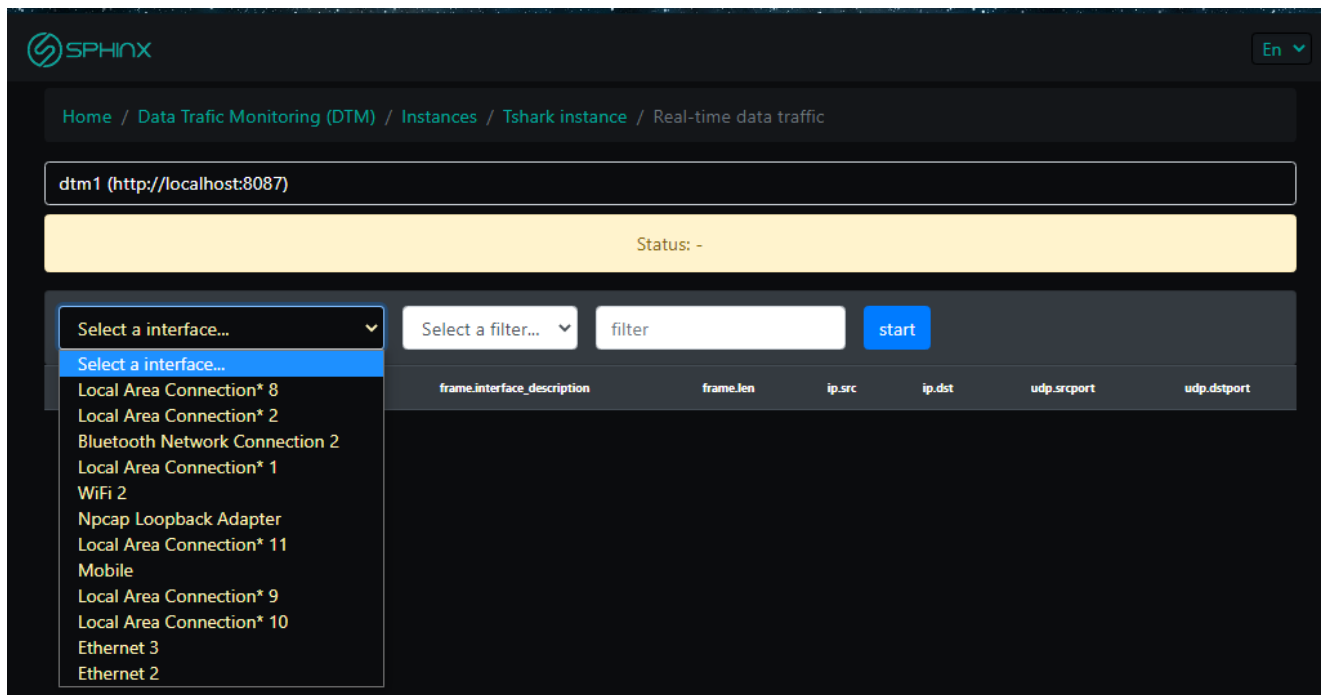 SPHINX
En
Home / Data Trafic Monitoring (DTM) / Instances / Tshark instance / Real-time data traffic
dtm1 (http://localhost:8087)
Status: -
Select a interface... Select a filter... filter start
Select a interface...
frame.interface_description frame.len ip.src ip.dst udp.srcport udp.dstport
Local Area Connection* 8
Local Area Connection* 2
Bluetooth Network Connection 2
Local Area Connection* 1
WiFi 2
Npcap Loopback Adapter
Local Area Connection* 11
Mobile
Local Area Connection* 9
Local Area Connection* 10
Ethernet 3
Ethernet 2